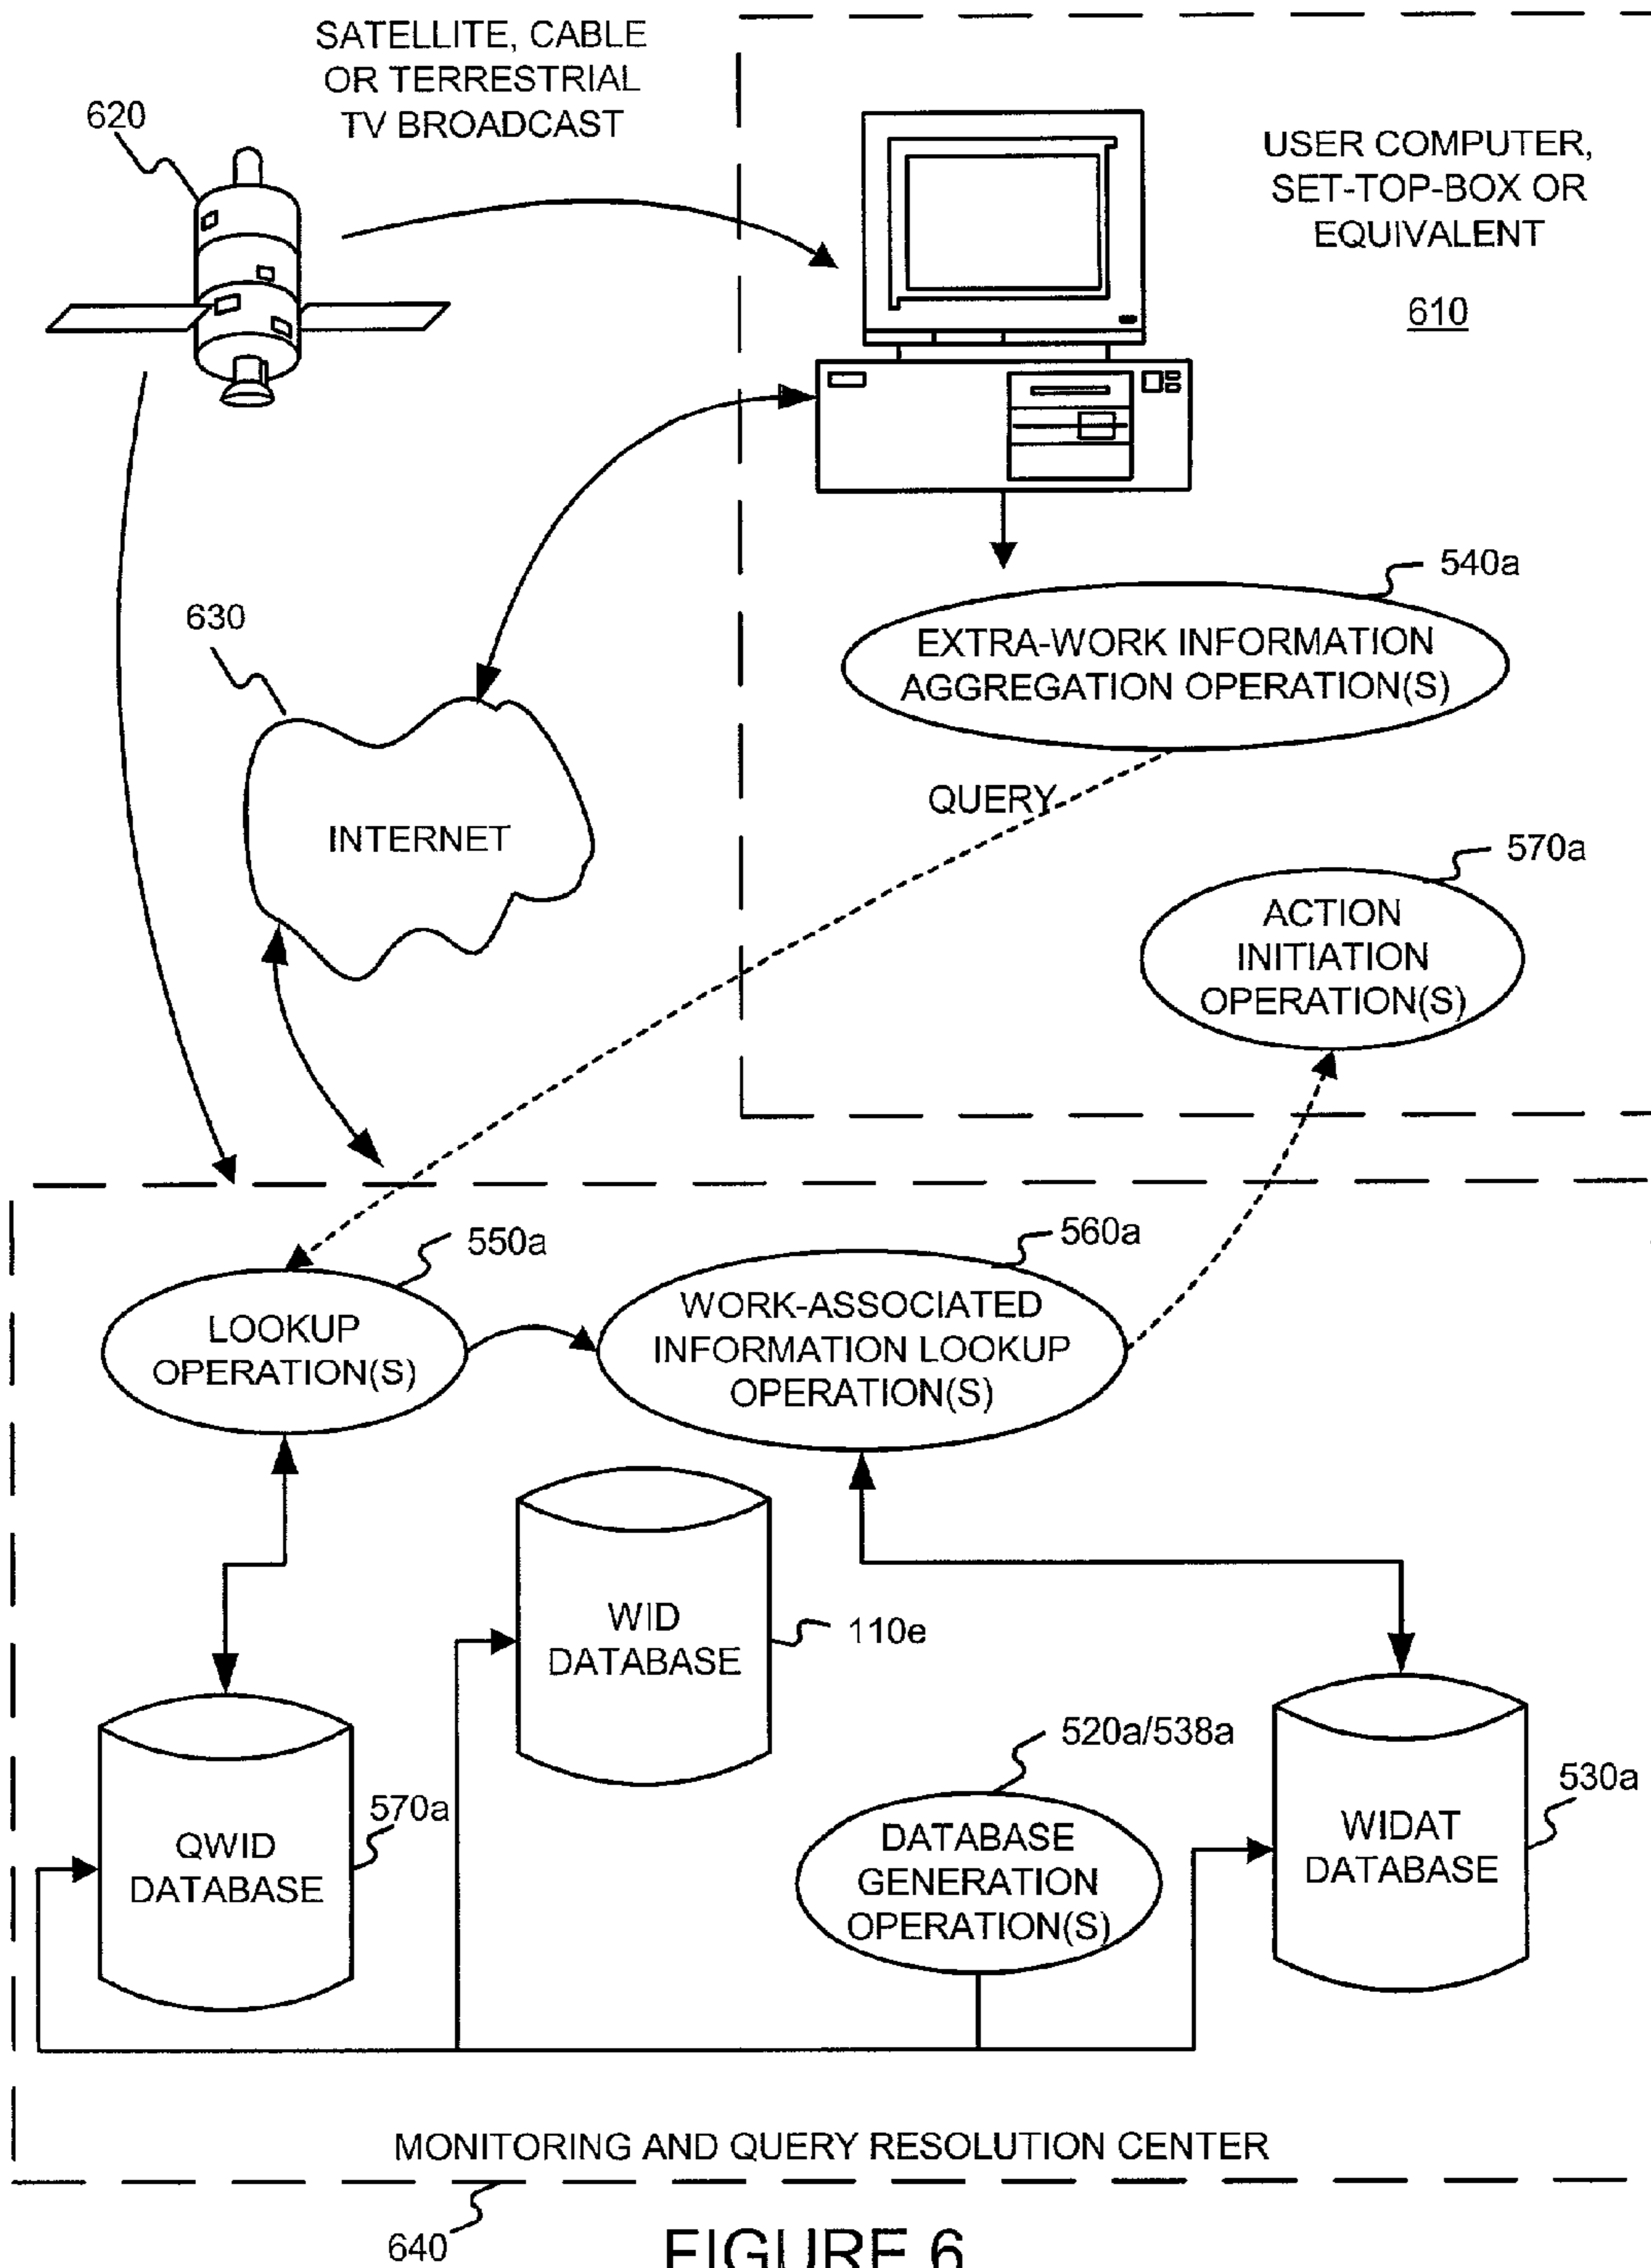 SATELLITE, CABLE
OR TERRESTRIAL
TV BROADCAST
620
USER COMPUTER,
SET-TOP-BOX OR
EQUIVALENT
610
540a
EXTRA-WORK INFORMATION
AGGREGATION OPERATION(S)
630
QUERY
INTERNET
570a
ACTION
INITIATION
OPERATION(S)
550a
560a
LOOKUP
OPERATION(S)
WORK-ASSOCIATED
INFORMATION LOOKUP
OPERATION(S)
WID
DATABASE
110e
520a/538a
530a
570a
QWID
DATABASE
DATABASE
GENERATION
OPERATION(S)
WIDAT
DATABASE
MONITORING AND QUERY RESOLUTION CENTER
640
FIGURE 6